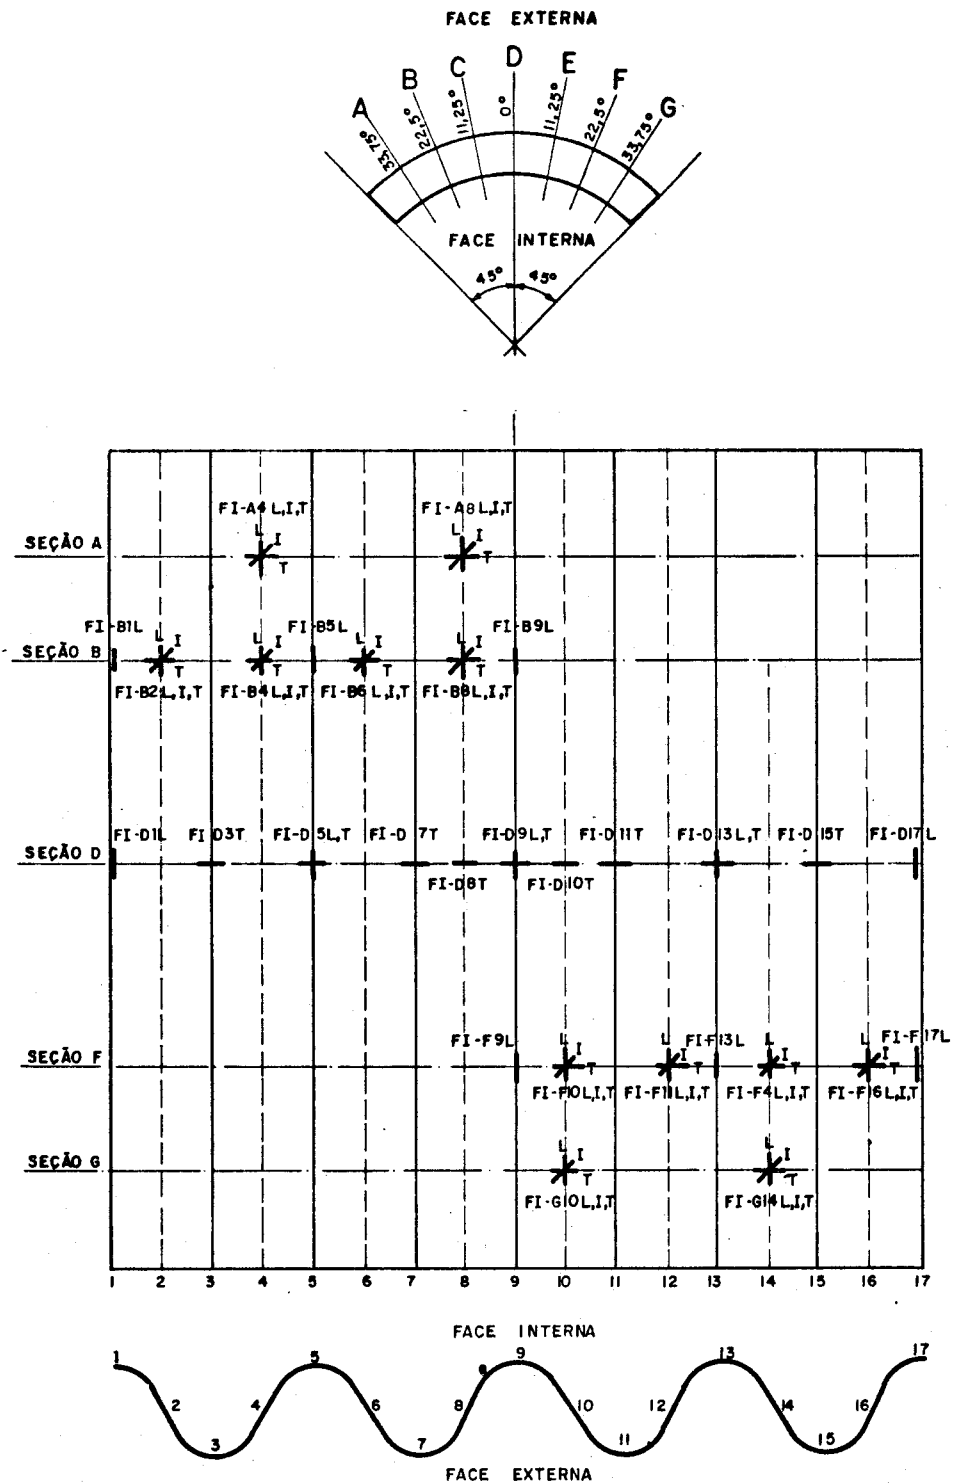 FACE EXTERNA
A B C D E F G
33,75° 22,5° 11,25° 0° 11,25° 22,5° 33,75°
FACE INTERNA
45° 45°
FI-A4 L,I,T FI-A8 L,I,T
L I T L I T
SEÇÃO A
FI-B1L FI-B5L FI-B9L
L I T L I T L I T L I T
SEÇÃO B
FI-B2L,I,T FI-B4L,I,T FI-B6L,I,T FI-B8L,I,T
FI-D1L FI D3T FI-D5L,T FI-D7T FI-D9L,T FI-D11T FI-D13L,T FI-D15T FI-D17L
SEÇÃO D
FI-D8T FI-D10T
FI-F9L FI-F13L FI-F17L
L I T L I T L I T L I T
SEÇÃO F
FI-F10L,I,T FI-F11L,I,T FI-F4L,I,T FI-F16L,I,T
L I T L I T
SEÇÃO G
FI-G10L,I,T FI-G14L,I,T
1 2 3 4 5 6 7 8 9 10 11 12 13 14 15 16 17
FACE INTERNA
1 5 9 13 17
2 4 6 8 10 12 14 16
3 7 11 15
FACE EXTERNA